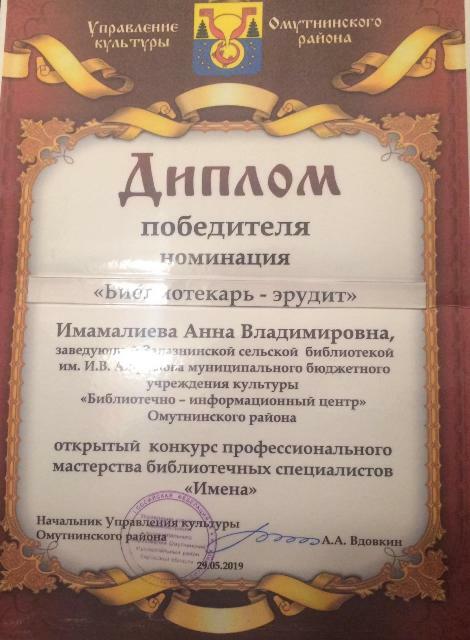 Управление культуры
Омутнинского района
Диплом
победителя
номинация
«Библиотекарь - эрудит»
Имамалиева Анна Владимировна,
сельской библиотекой
им. И.В. муниципального бюджетного
учреждения культуры
«Библиотечно – информационный центр»
Омутнинского района
открытый конкурс профессионального
мастерства библиотечных специалистов
«Имена»
Начальник Управления культуры
Омутнинского района
А.А. Вдовкин
29.05.2019